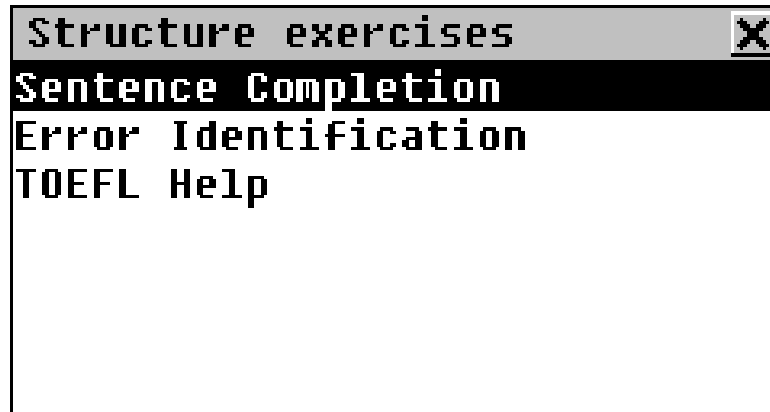 Structure exercises
Sentence Completion
Error Identification
TOEFL Help